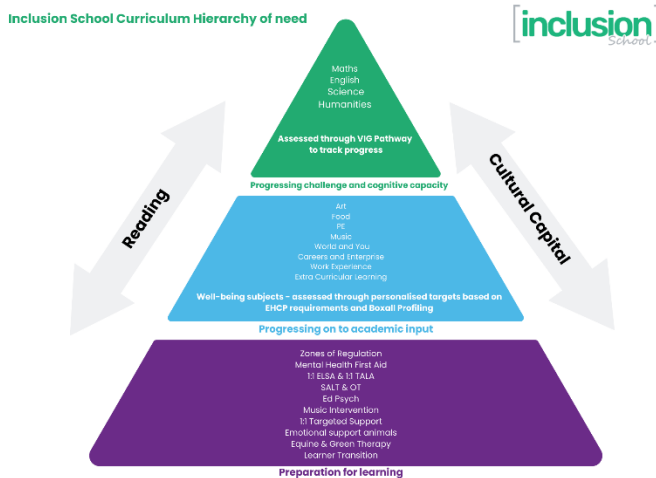 Inclusion School Curriculum Hierarchy of need
[inclusion]
School
Maths
English
Science
Humanities
Assessed through VIG Pathway
to track progress
Progressing challenge and cognitive capacity
Reading
Cultural Capital
Art
Food
PE
Music
World and You
Careers and Enterprise
Work Experience
Extra Curricular Learning
Well-being subjects - assessed through personalised targets based on
EHCP requirements and Boxall Profiling
Progressing on to academic input
Zones of Regulation
Mental Health First Aid
1:1 ELSA & 1:1 TALA
SALT & OT
Ed Psych
Music Intervention
1:1 Targeted Support
Emotional support animals
Equine & Green Therapy
Learner Transition
Preparation for learning